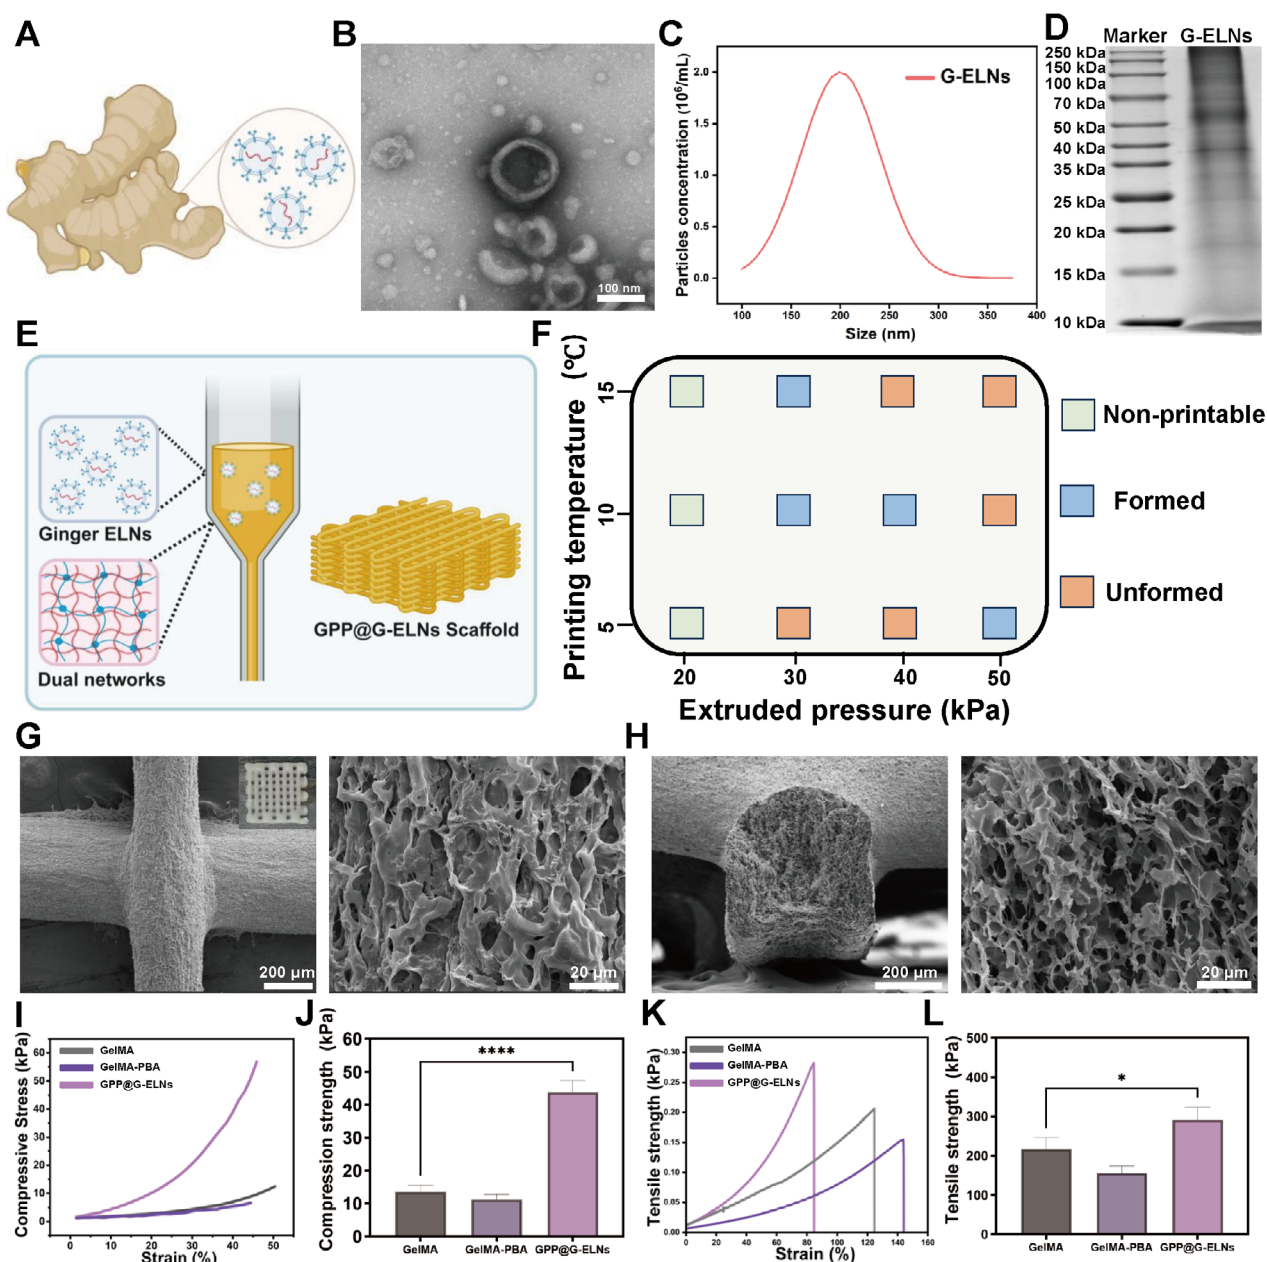 A
B
100 nm
C
Particles concentration (10⁶/mL)
2.0
1.5
1.0
0.5
0.0
G-ELNs
100 150 200 250 300 350 400
Size (nm)
D
Marker G-ELNs
250 kDa
150 kDa
100 kDa
70 kDa
50 kDa
40 kDa
35 kDa
25 kDa
20 kDa
15 kDa
10 kDa
E
Ginger ELNs
Dual networks
GPP@G-ELNs Scaffold
F
Printing temperature (℃)
15
10
5
20 30 40 50
Extruded pressure (kPa)
Non-printable
Formed
Unformed
G
200 μm
20 μm
H
200 μm
20 μm
I
Compressive Stress (kPa)
60
50
40
30
20
10
0
GelMA
GelMA-PBA
GPP@G-ELNs
0 10 20 30 40 50
Strain (%)
J
Compression strength (kPa)
60
50
40
30
20
10
0
****
GelMA GelMA-PBA GPP@G-ELNs
K
Tensile strength (kPa)
0.30
0.25
0.20
0.15
0.10
0.05
0.00
GelMA
GelMA-PBA
GPP@G-ELNs
0 20 40 60 80 100 120 140 160
Strain (%)
L
Tensile strength (kPa)
500
400
300
200
100
0
*
GelMA GelMA-PBA GPP@G-ELNs